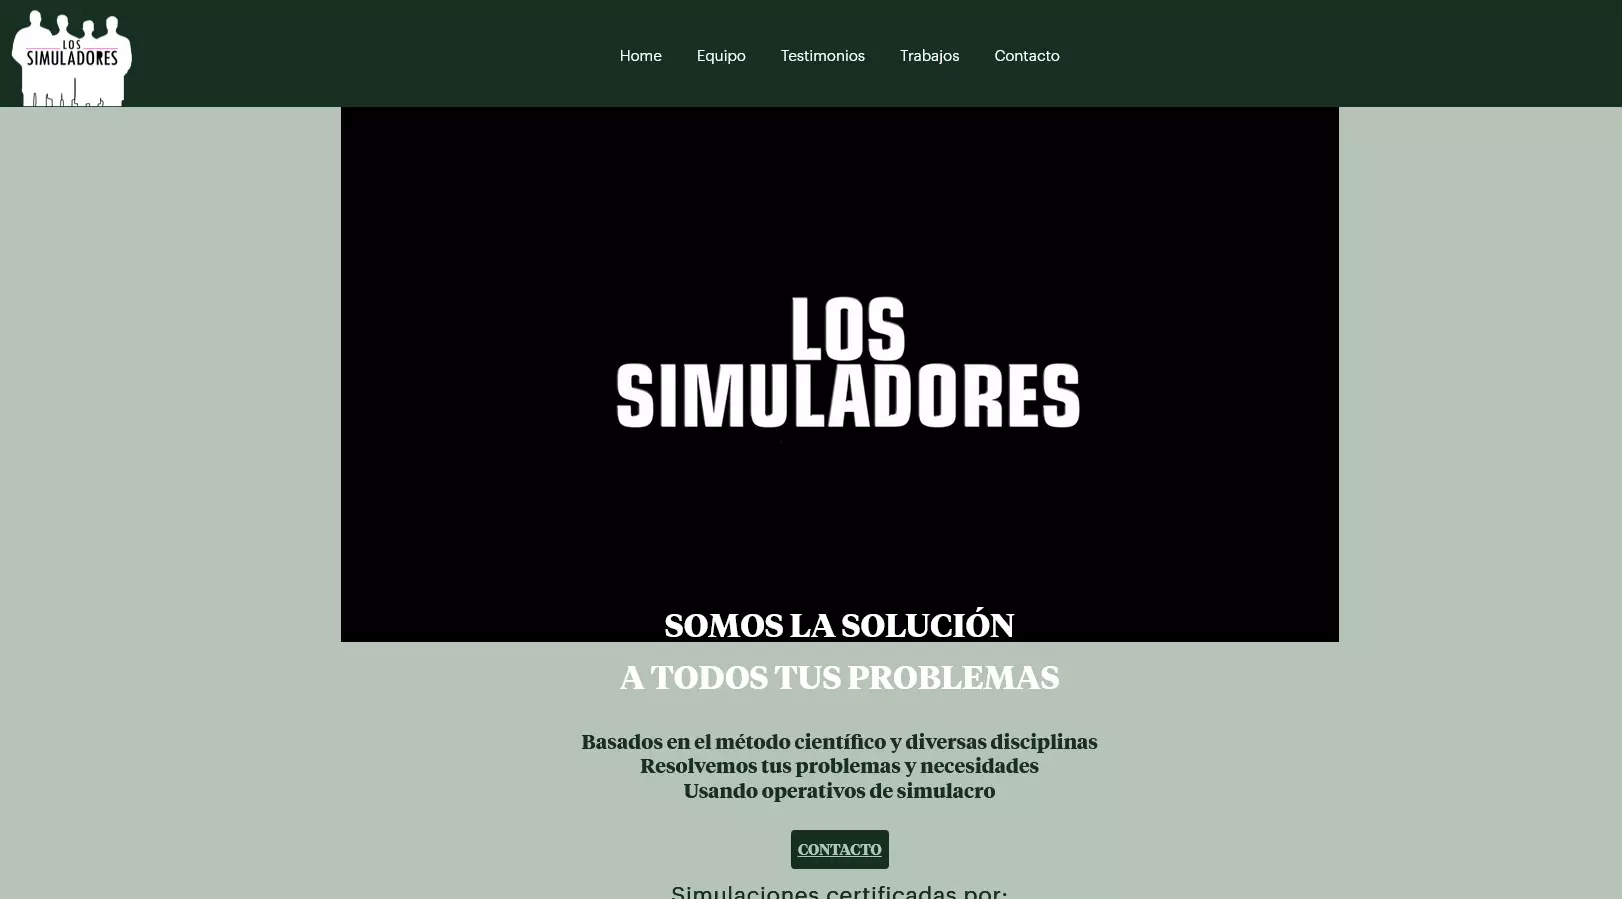 LOS
SIMULADORES
Home Equipo Testimonios Trabajos Contacto
LOS
SIMULADORES
SOMOS LA SOLUCIÓN
A TODOS TUS PROBLEMAS
Basados en el método científico y diversas disciplinas
Resolvemos tus problemas y necesidades
Usando operativos de simulacro
CONTACTO
Simulaciones certificadas por: